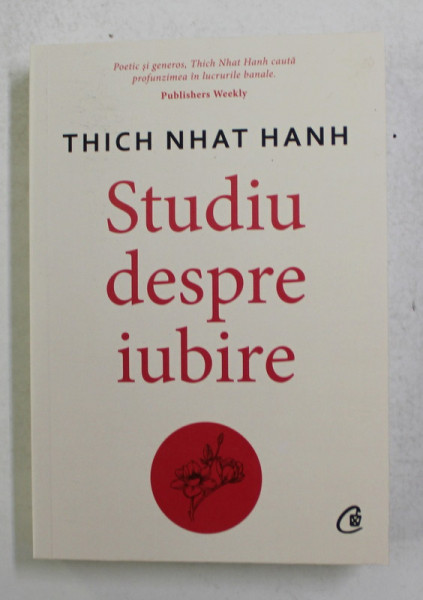 Poetic și generos, Thich Nhat Hanh caută
profunzimea în lucrurile banale.
Publishers Weekly
THICH NHAT HANH
Studiu
despre
iubire